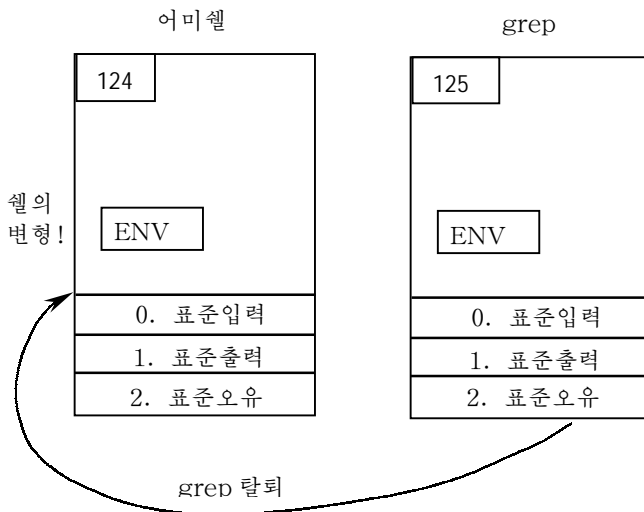 어미쉘
grep
124
125
쉘의
변형!
ENV
ENV
0. 표준입력
1. 표준출력
2. 표준오유
0. 표준입력
1. 표준출력
2. 표준오유
grep 탈퇴